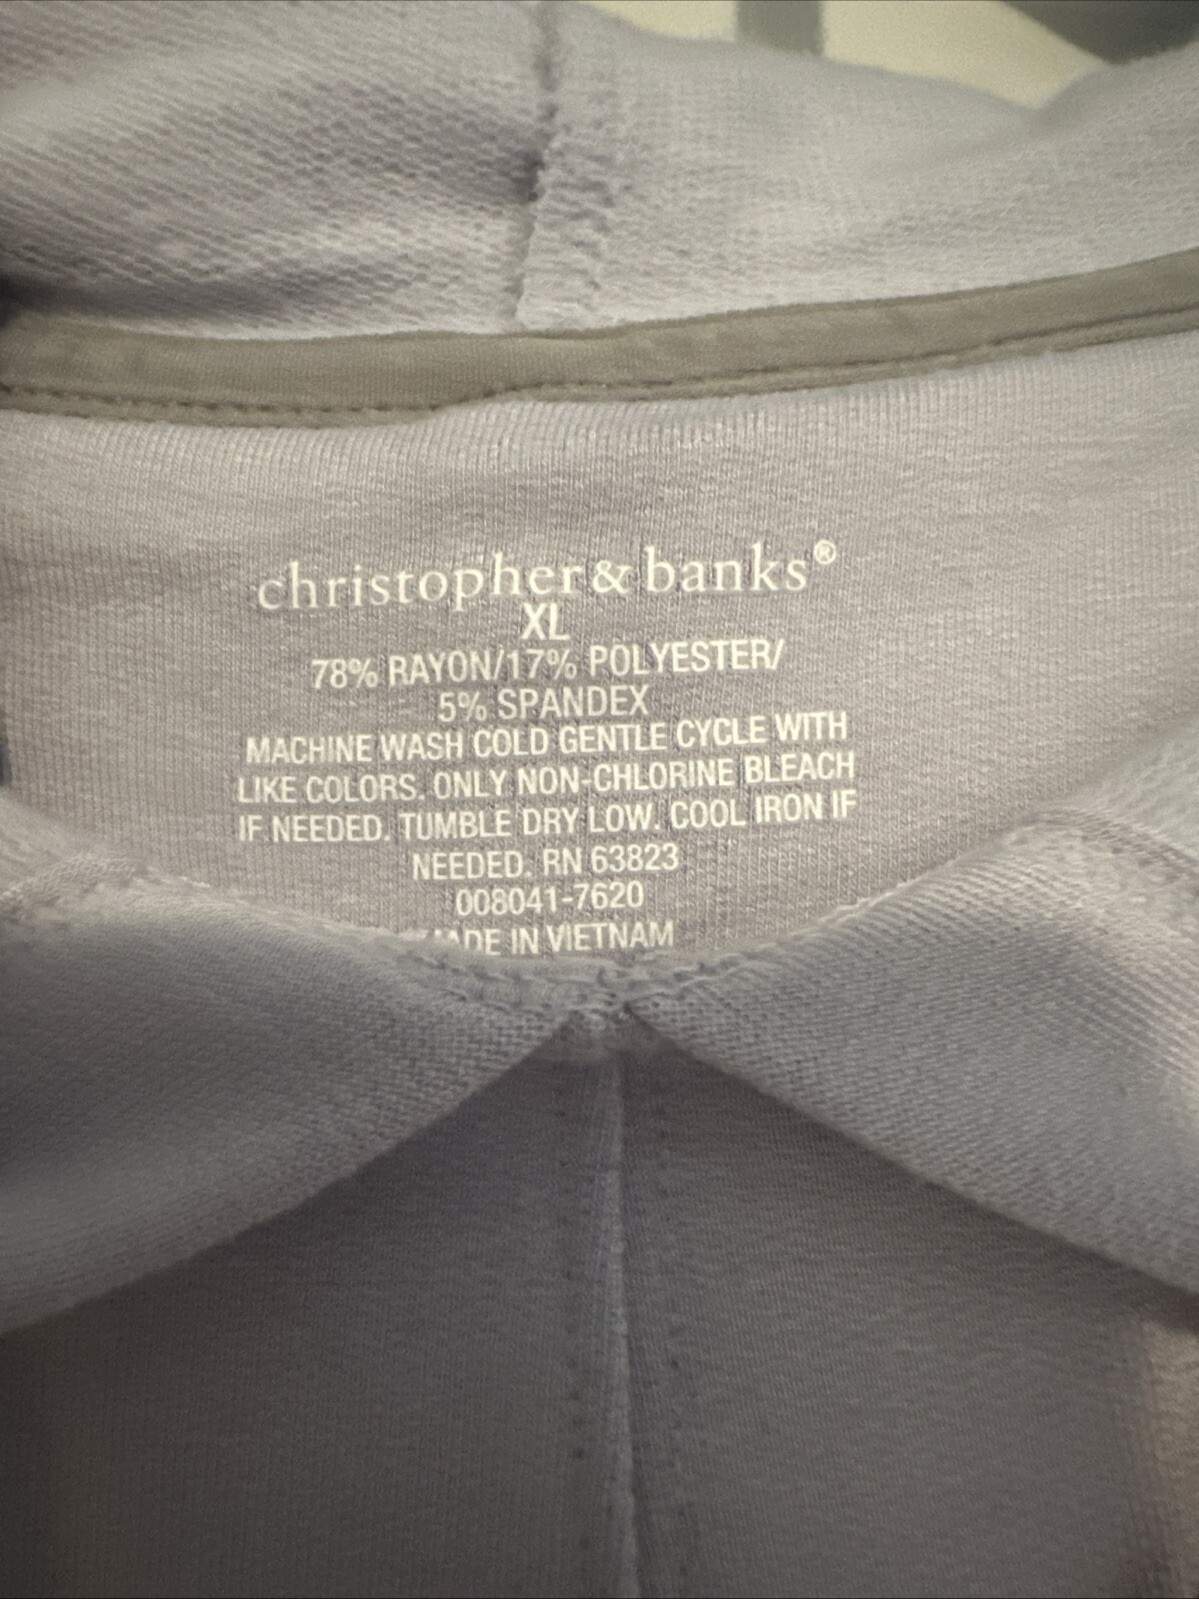 christopher & banks®
XL
78% RAYON/17% POLYESTER/
5% SPANDEX
MACHINE WASH COLD GENTLE CYCLE WITH
LIKE COLORS. ONLY NON-CHLORINE BLEACH
IF NEEDED. TUMBLE DRY LOW. COOL IRON IF
NEEDED. RN 63823
008041-7620
MADE IN VIETNAM